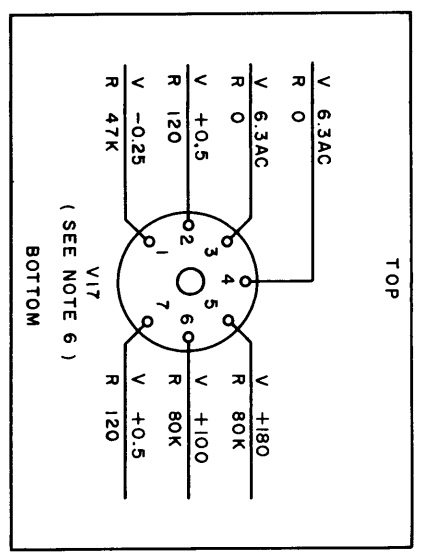 TOP
V 6.3AC
R 0
V 6.3AC
R 0
V +0.5
R 120
V -0.25
R 47K
1
2
3
4
5
6
7
V +180
R 80K
V +100
R 80K
V +0.5
R 120
V17
( SEE NOTE 6 )
BOTTOM